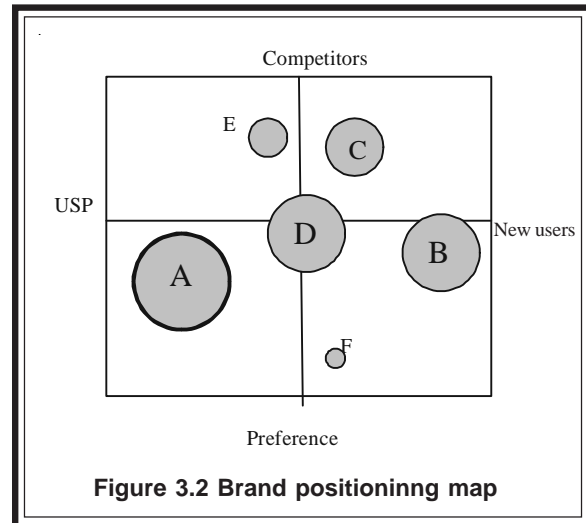 Competitors
E
C
USP
New users
D
B
A
F
Preference
Figure 3.2 Brand positioninng map